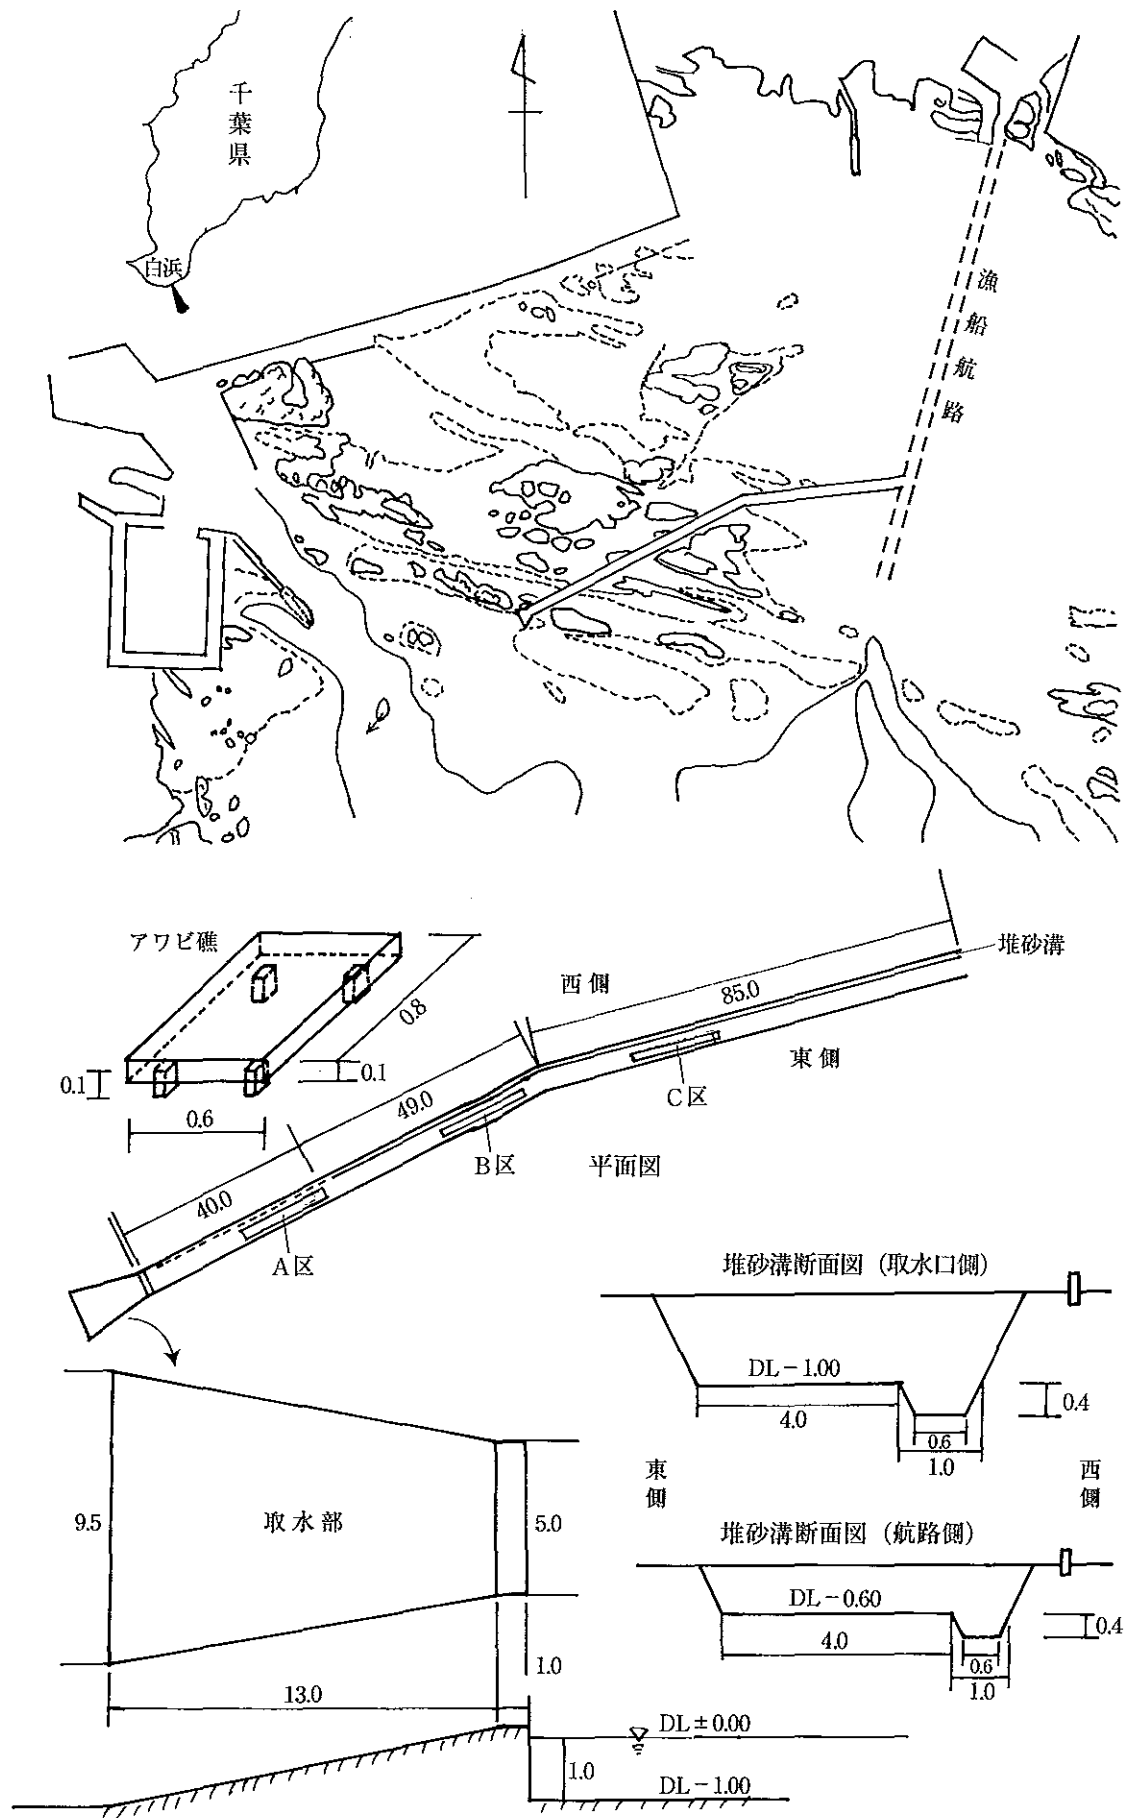 千葉県
白浜
漁船航路
アワビ礁
0.8
0.1
0.1
0.6
西側
85.0
堆砂溝
東側
C区
49.0
B区
平面図
40.0
A区
堆砂溝断面図(取水口側)
DL-1.00
4.0
0.4
0.6
1.0
東側
西側
堆砂溝断面図(航路側)
DL-0.60
4.0
0.4
0.6
1.0
9.5
取水部
5.0
1.0
13.0
DL±0.00
1.0
DL-1.00